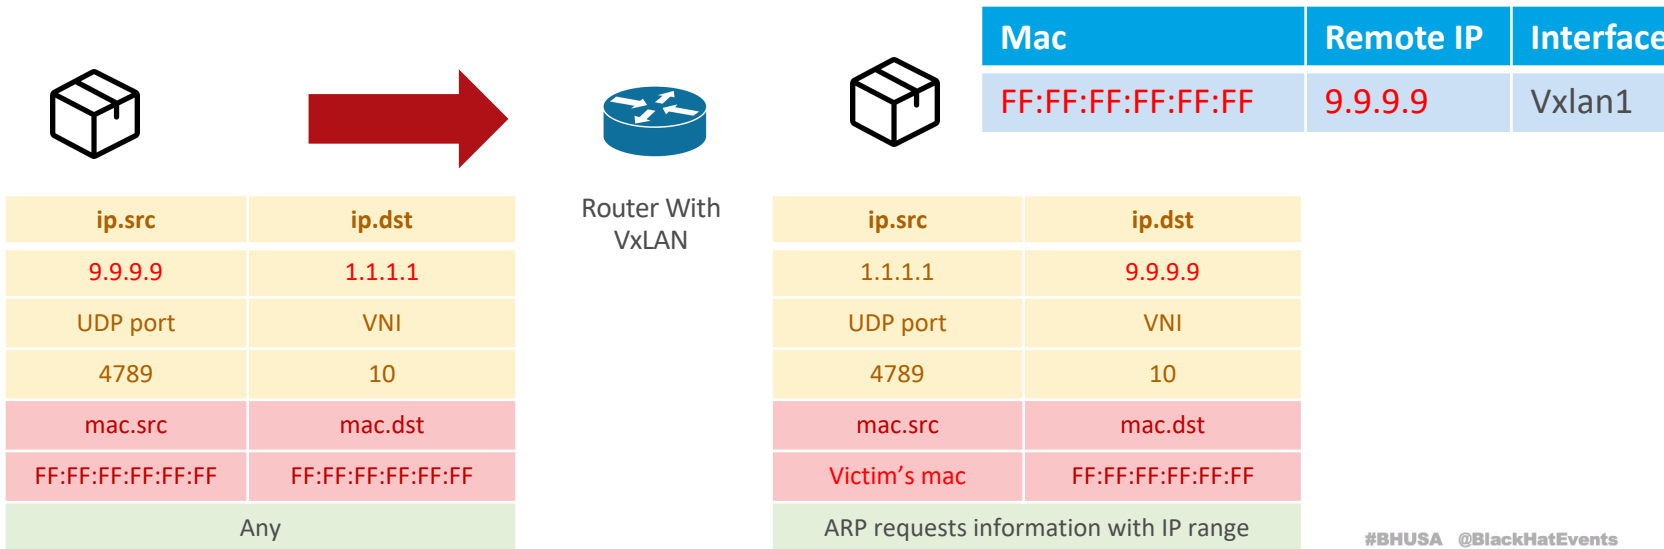 Mac Remote IP Interface
FF:FF:FF:FF:FF:FF 9.9.9.9 Vxlan1
ip.src ip.dst
9.9.9.9 1.1.1.1
UDP port VNI
4789 10
mac.src mac.dst
FF:FF:FF:FF:FF:FF FF:FF:FF:FF:FF:FF
Any
Router With
VxLAN
ip.src ip.dst
1.1.1.1 9.9.9.9
UDP port VNI
4789 10
mac.src mac.dst
Victim’s mac FF:FF:FF:FF:FF:FF
ARP requests information with IP range
#BHUSA @BlackHatEvents